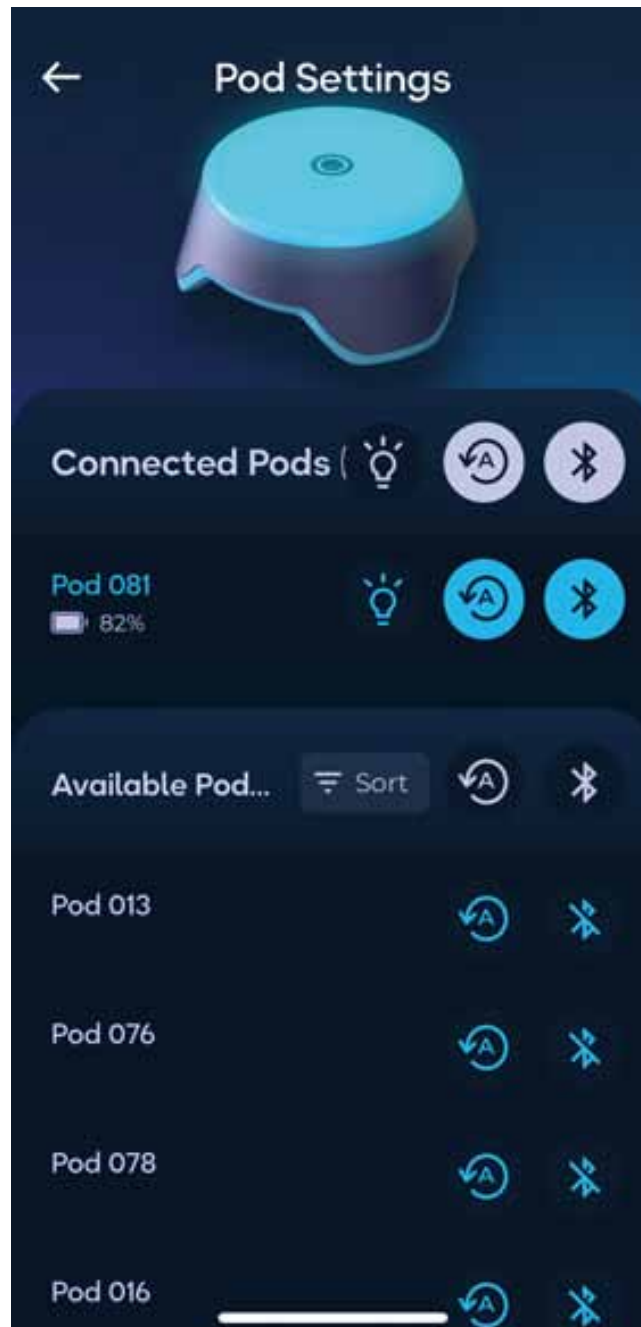 Pod Settings
Connected Pods (
A
Pod 081
A
82%
Available Pod...
Sort
A
Pod 013
A
Pod 076
A
Pod 078
A
Pod 016
A